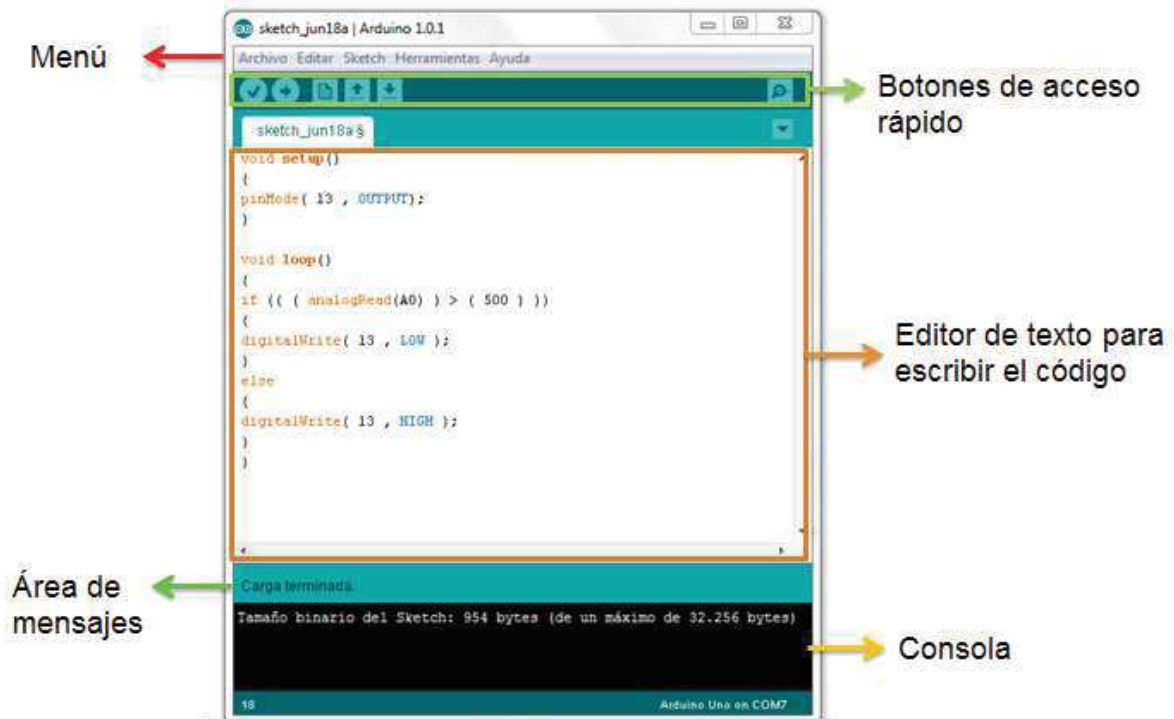 sketch_jun18a | Arduino 1.0.1
Menú
Archivo Editar Sketch Herramientas Ayuda
Botones de acceso
rápido
sketch_jun18a §
void setup()
{
pinMode( 13 , OUTPUT);
}
void loop()
{
if (( ( analogRead(A0) ) > ( 500 ) ))
{
digitalWrite( 13 , LOW );
}
else
{
digitalWrite( 13 , HIGH );
}
}
Editor de texto para
escribir el código
Área de
mensajes
Carga terminada.
Tamaño binario del Sketch: 954 bytes (de un máximo de 32.256 bytes)
Consola
18
Arduino Uno on COM7